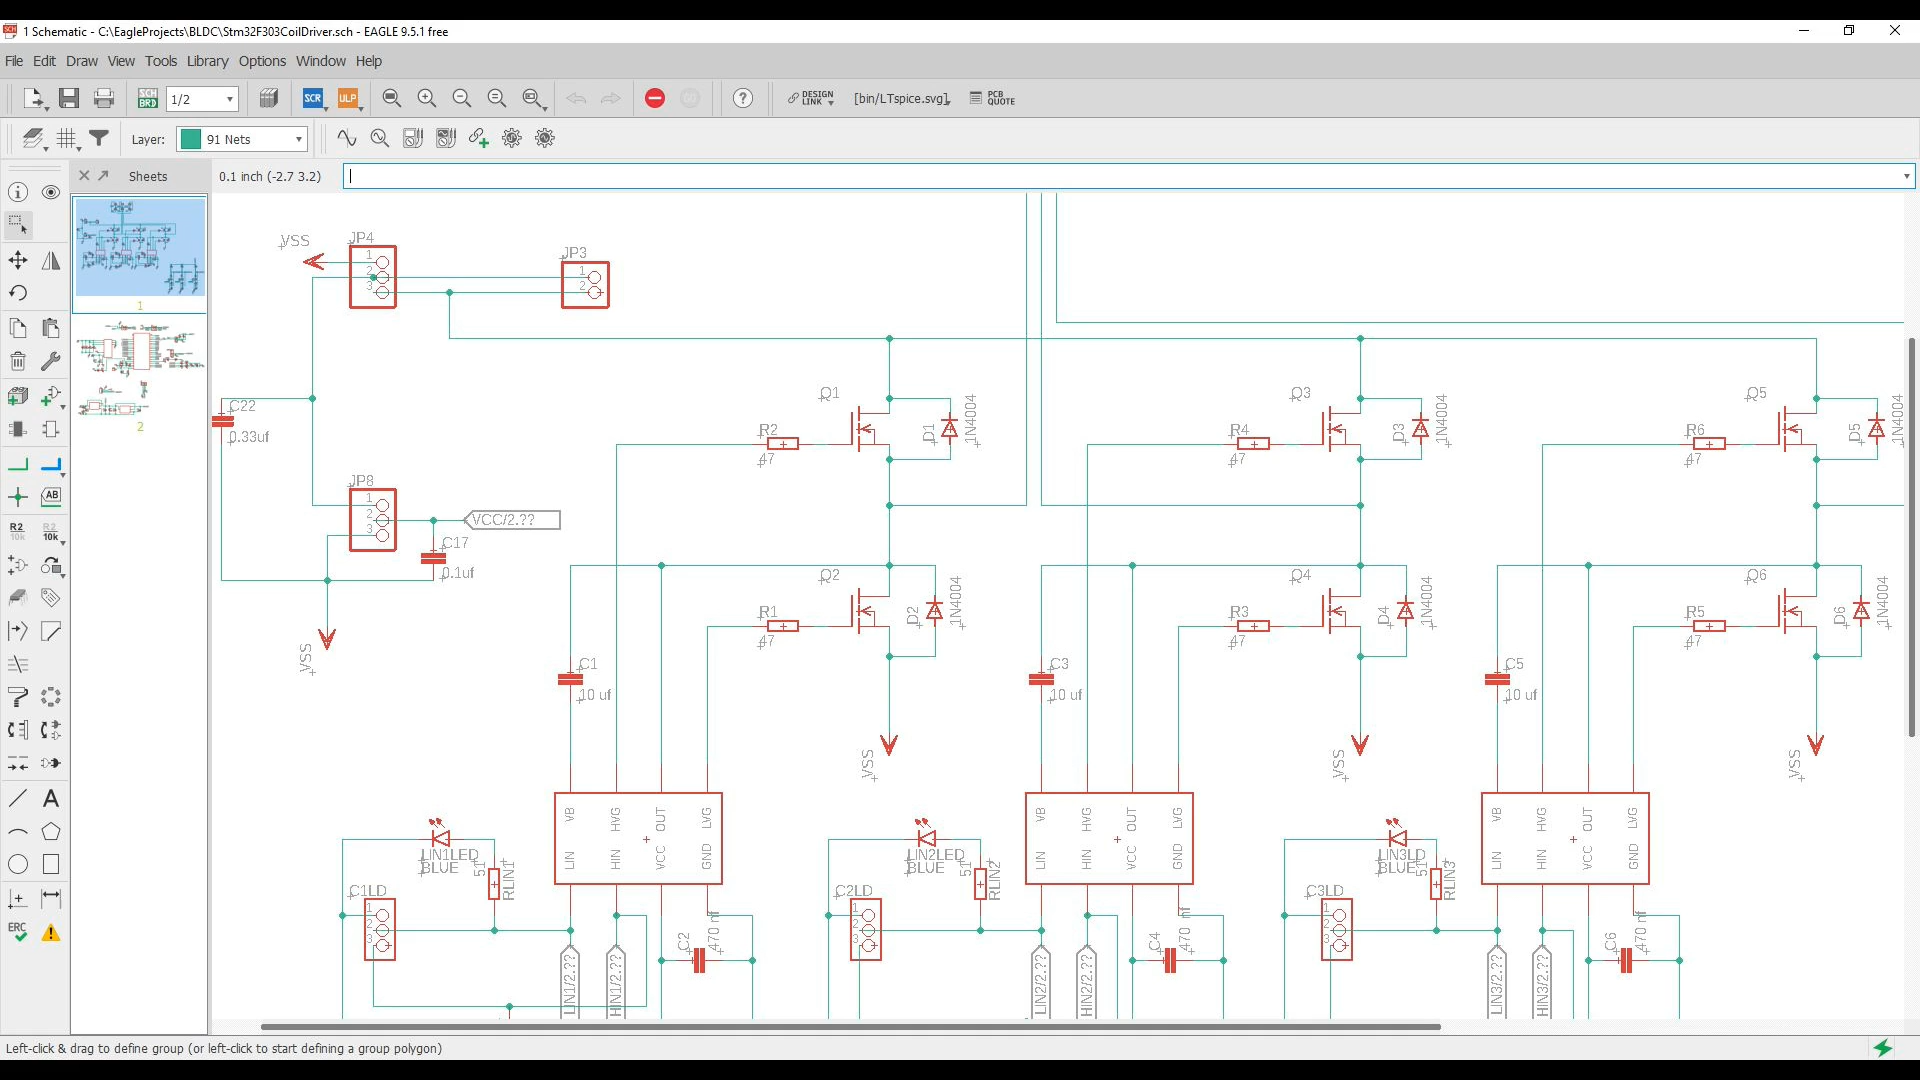 1 Schematic - C:\EagleProjects\BLDC\Stm32F303CoilDriver.sch - EAGLE 9.5.1 free
File Edit Draw View Tools Library Options Window Help
SCH BRD 1/2 SCR ULP DESIGN LINK [bin/LTspice.svg] PCB QUOTE
Layer: 91 Nets
Sheets 0.1 inch (-2.7 3.2)
1
2
R2 10k R2 10k
ERC
VSS JP4 1 2 3
JP3 1 2
C22 0.33uf
JP8 1 2 3
VCC/2.??
C17 0.1uf
VSS
Q1 R2 47 D1 1N4004
Q3 R4 47 D3 1N4004
Q5 R6 47 D5 1N4004
Q2 R1 47 D2 1N4004
Q4 R3 47 D4 1N4004
Q6 R5 47 D6 1N4004
C1 10 uf
C3 10 uf
C5 10 uf
VSS VSS VSS
VB HVG OUT LVG
LIN HIN VCC GND
VB HVG OUT LVG
LIN HIN VCC GND
VB HVG OUT LVG
LIN HIN VCC GND
LIN1LED BLUE 51 RLIN1
LIN2LED BLUE 51 RLIN2
LIN3LD BLUE 51 RLIN3
C1LD 1 2 3
C2LD 1 2 3
C3LD 1 2 3
C2 470 nf
C4 470 nf
C6 470 nf
LIN1/2.?? HIN1/2.??
LIN2/2.?? HIN2/2.??
LIN3/2.?? HIN3/2.??
Left-click & drag to define group (or left-click to start defining a group polygon)